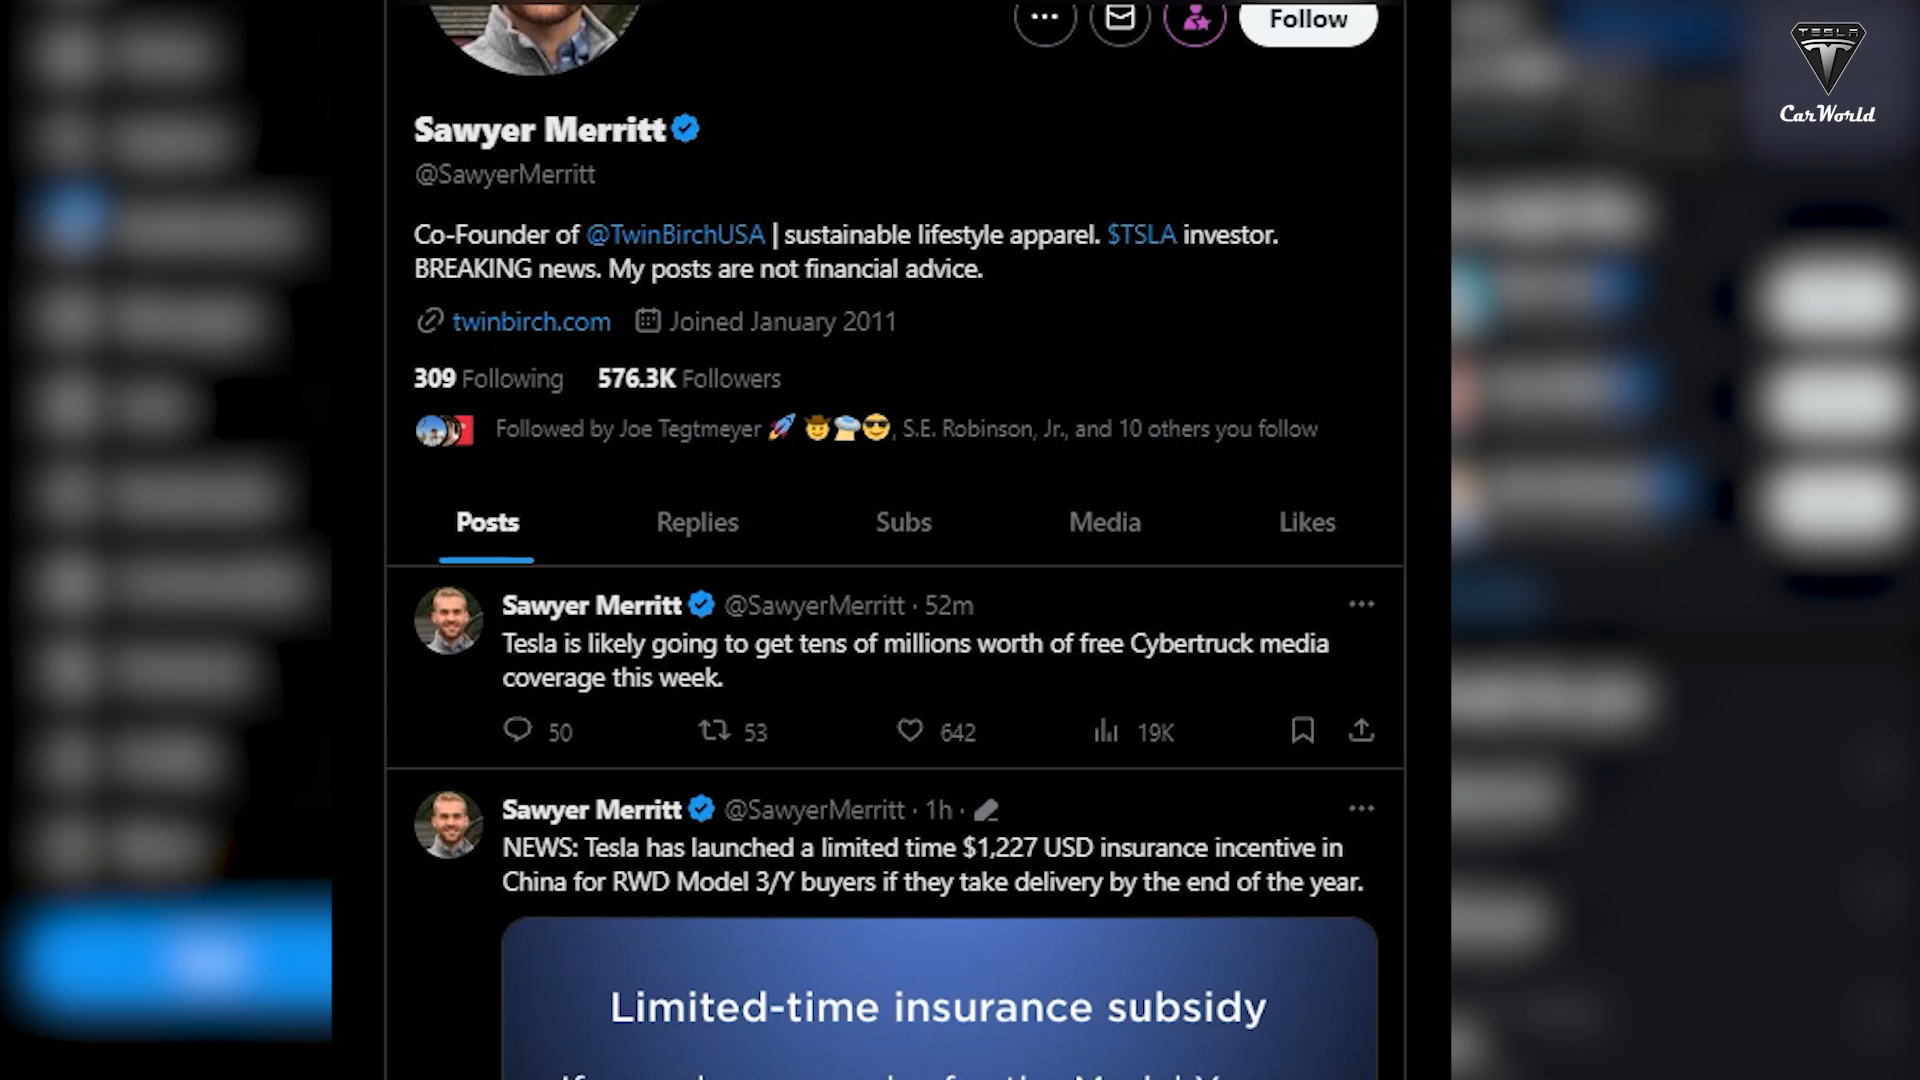 Follow
TESLA
CarWorld
Sawyer Merritt
@SawyerMerritt
Co-Founder of @TwinBirchUSA | sustainable lifestyle apparel. $TSLA investor.
BREAKING news. My posts are not financial advice.
twinbirch.com Joined January 2011
309 Following 576.3K Followers
Followed by Joe Tegtmeyer 🚀 🤠👨‍🍳😎, S.E. Robinson, Jr., and 10 others you follow
Posts Replies Subs Media Likes
Sawyer Merritt @SawyerMerritt · 52m
Tesla is likely going to get tens of millions worth of free Cybertruck media
coverage this week.
50 53 642 19K
Sawyer Merritt @SawyerMerritt · 1h ·
NEWS: Tesla has launched a limited time $1,227 USD insurance incentive in
China for RWD Model 3/Y buyers if they take delivery by the end of the year.
Limited-time insurance subsidy